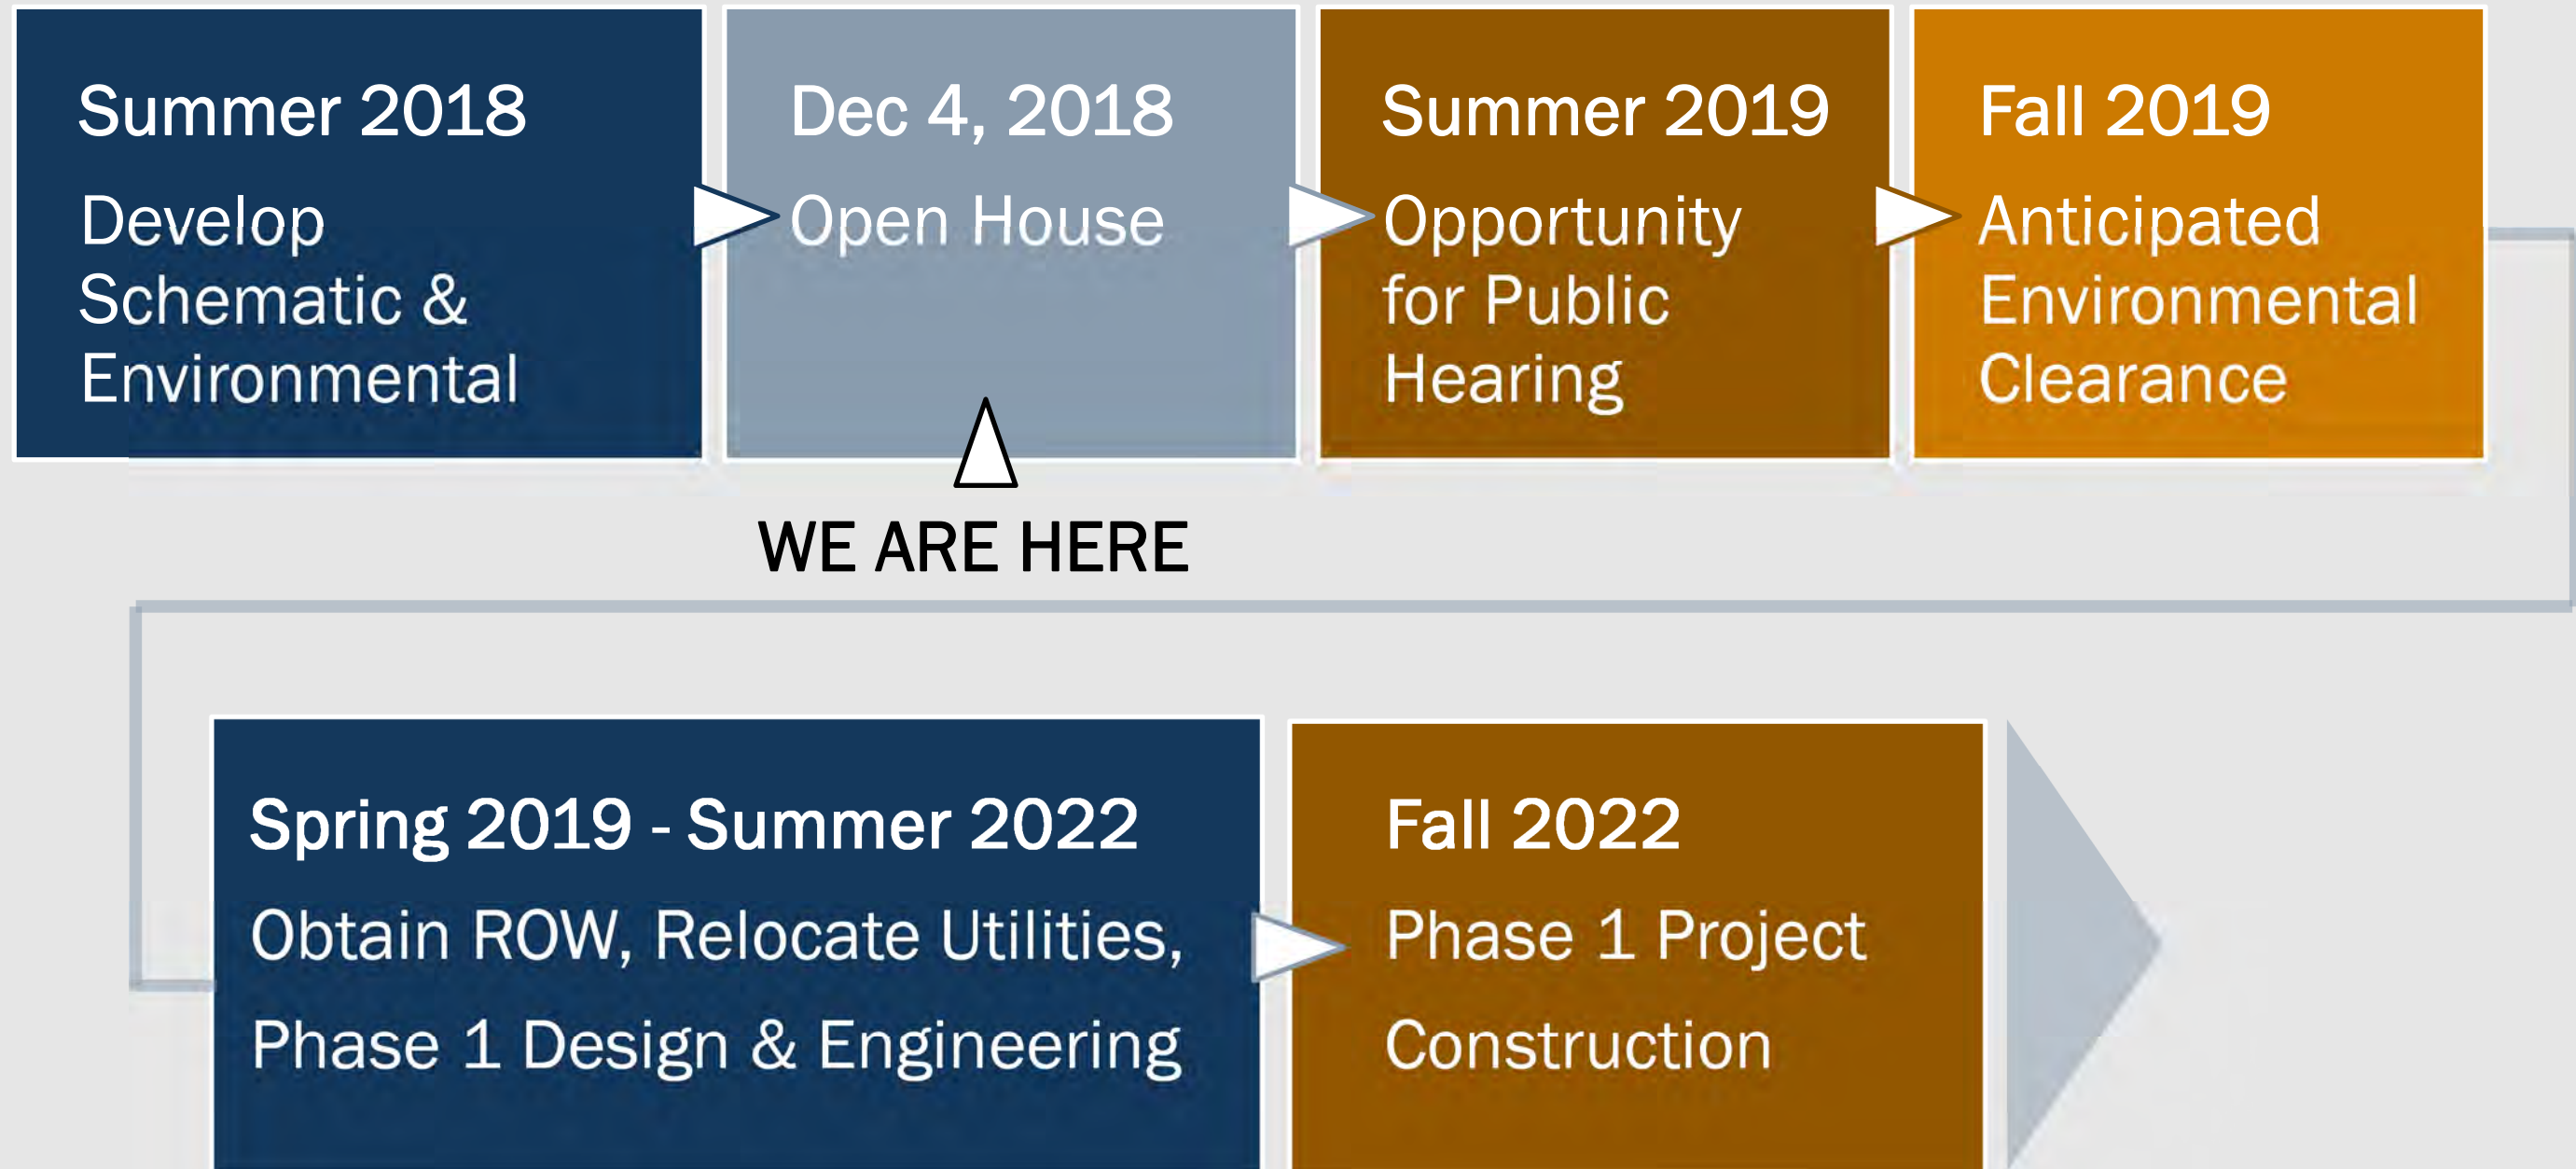 Summer 2018
Develop
Schematic &
Environmental
Dec 4, 2018
Open House
Summer 2019
Opportunity
for Public
Hearing
Fall 2019
Anticipated
Environmental
Clearance
WE ARE HERE
Spring 2019 - Summer 2022
Obtain ROW, Relocate Utilities,
Phase 1 Design & Engineering
Fall 2022
Phase 1 Project
Construction